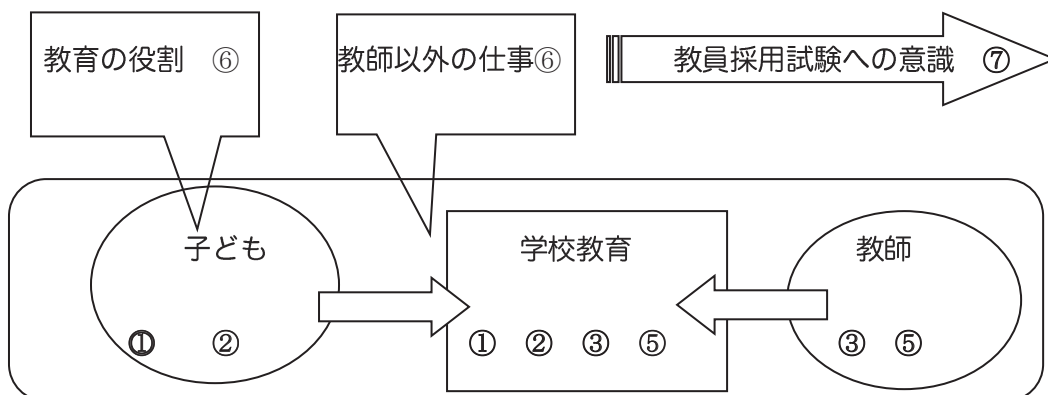 教育の役割 ⑥
教師以外の仕事⑥
教員採用試験への意識 ⑦
子ども
学校教育
教師
① ②
① ② ③ ⑤
③ ⑤